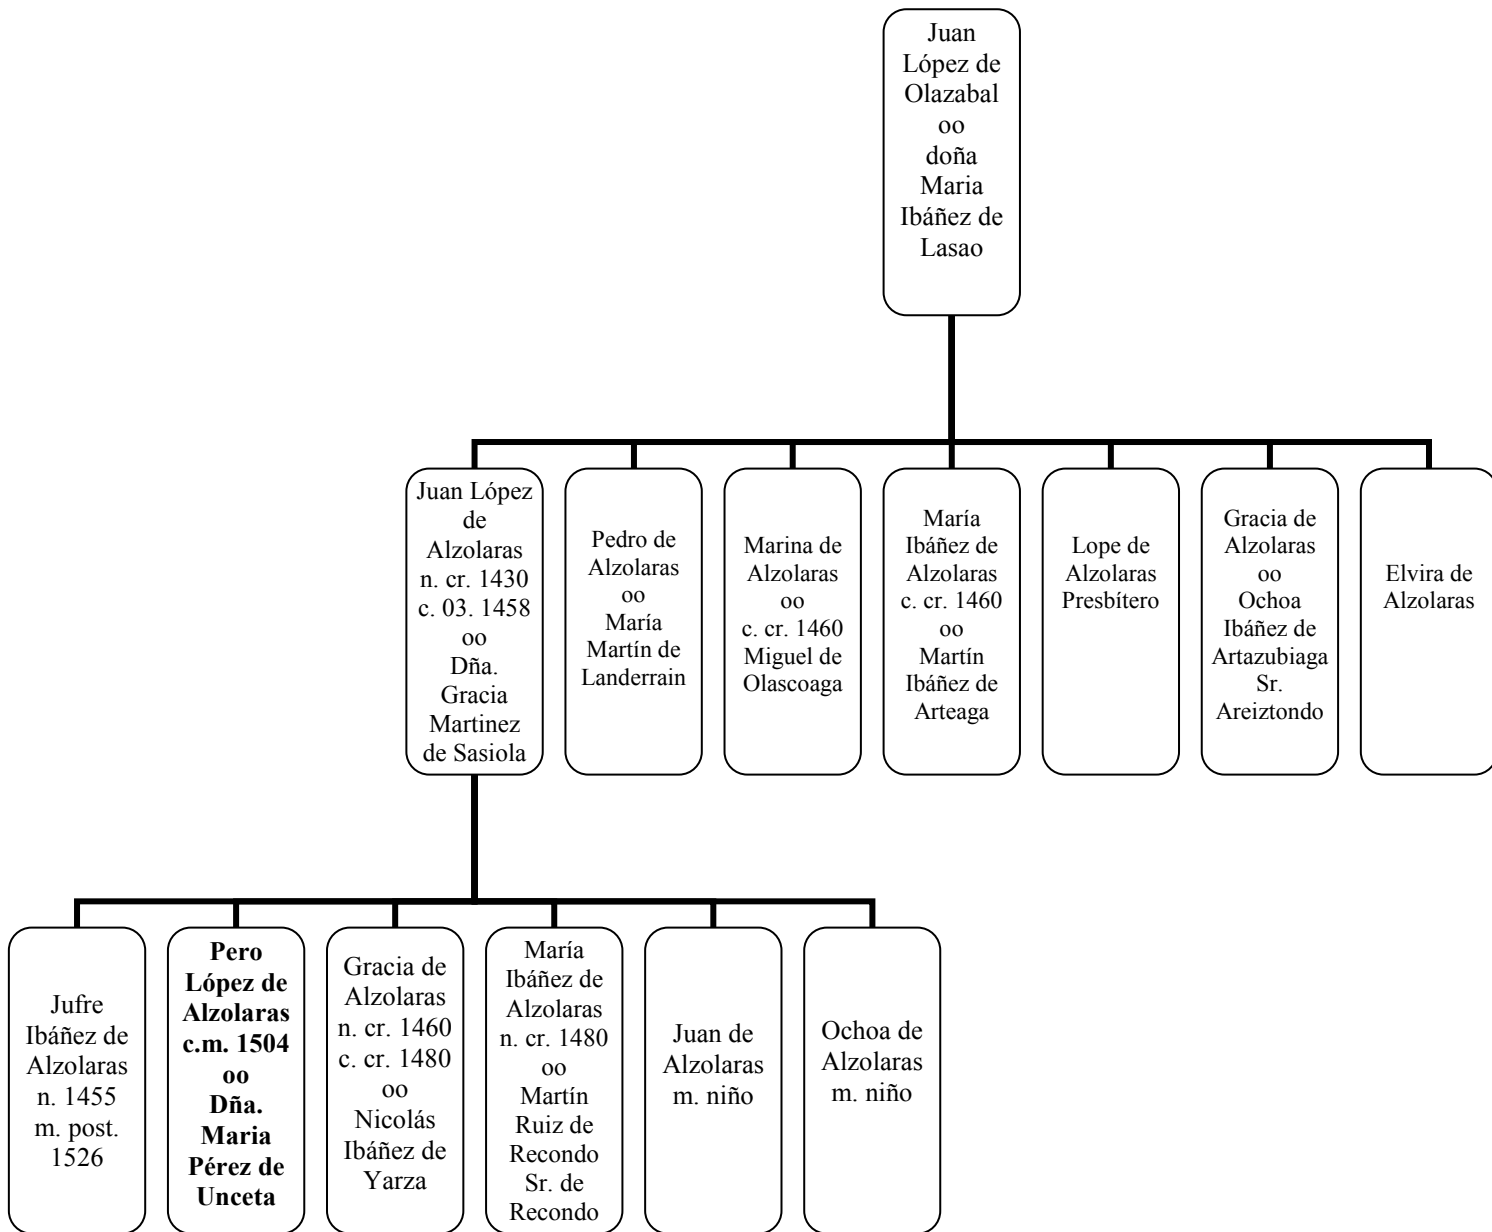 Juan
López de
Olazabal
oo
doña
Maria
Ibáñez de
Lasao
Juan López
de
Alzolaras
n. cr. 1430
c. 03. 1458
oo
Dña.
Gracia
Martinez
de Sasiola
Pedro de
Alzolaras
oo
María
Martín de
Landerrain
Marina de
Alzolaras
oo
c. cr. 1460
Miguel de
Olascoaga
María
Ibáñez de
Alzolaras
c. cr. 1460
oo
Martín
Ibáñez de
Arteaga
Lope de
Alzolaras
Presbítero
Gracia de
Alzolaras
oo
Ochoa
Ibáñez de
Artazubiaga
Sr.
Areiztondo
Elvira de
Alzolaras
Jufre
Ibáñez de
Alzolaras
n. 1455
m. post.
1526
Pero
López de
Alzolaras
c.m. 1504
oo
Dña.
Maria
Pérez de
Unceta
Gracia de
Alzolaras
n. cr. 1460
c. cr. 1480
oo
Nicolás
Ibáñez de
Yarza
María
Ibáñez de
Alzolaras
n. cr. 1480
oo
Martín
Ruiz de
Recondo
Sr. de
Recondo
Juan de
Alzolaras
m. niño
Ochoa de
Alzolaras
m. niño